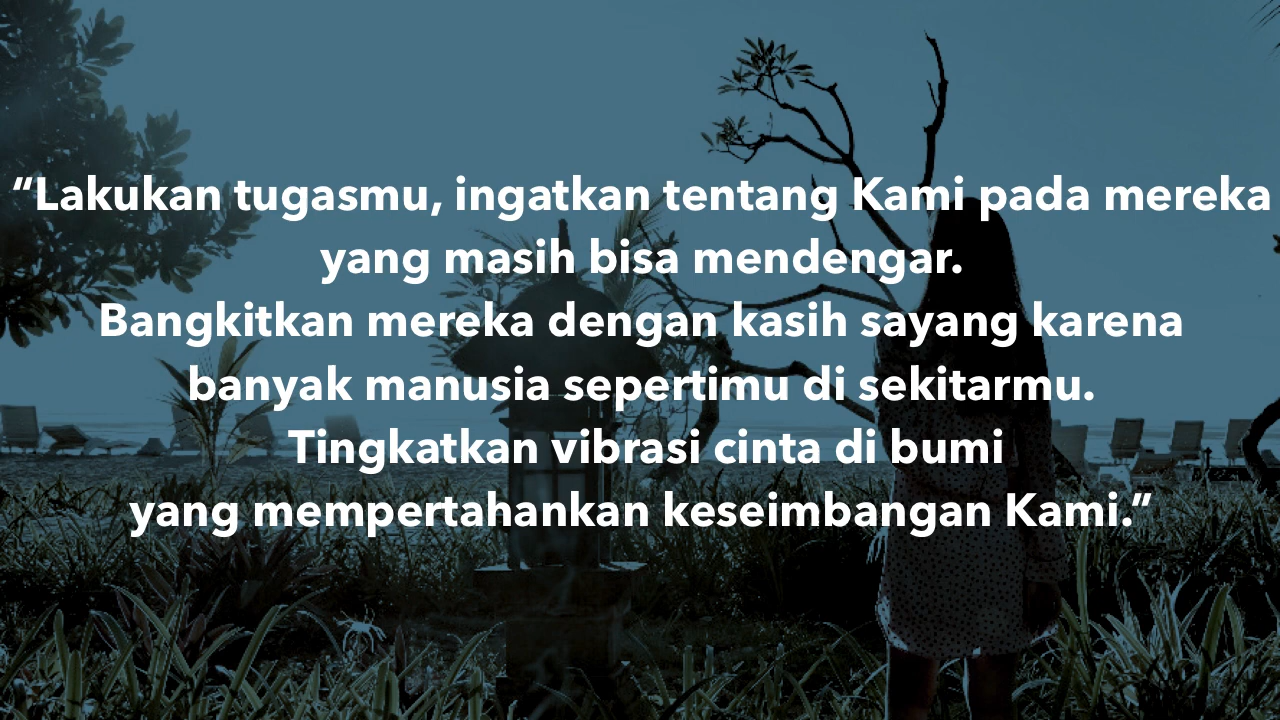 “Lakukan tugasmu, ingatkan tentang Kami pada mereka
yang masih bisa mendengar.
Bangkitkan mereka dengan kasih sayang karena
banyak manusia sepertimu di sekitarmu.
Tingkatkan vibrasi cinta di bumi
yang mempertahankan keseimbangan Kami.”